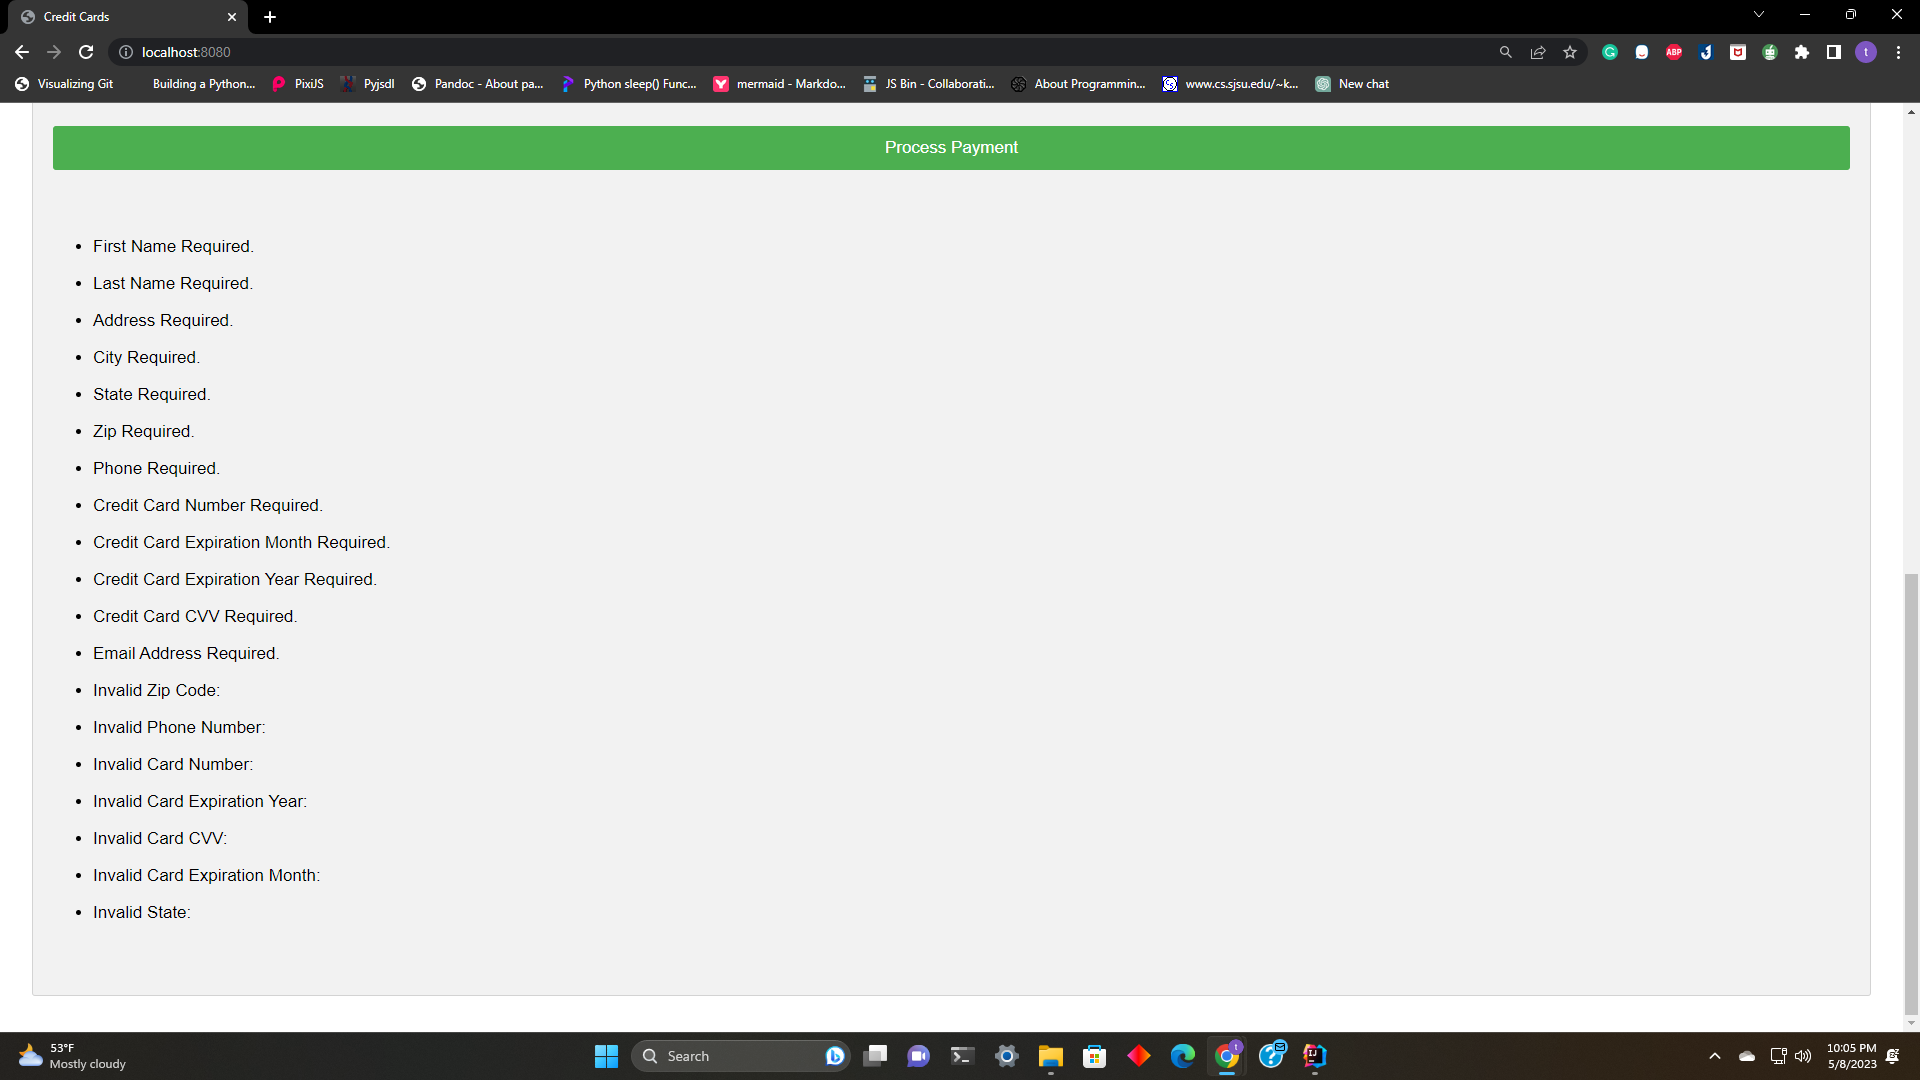 Credit Cards
localhost:8080
ABP
t
Visualizing Git
Building a Python...
PixiJS
Pyjsdl
Pandoc - About pa...
Python sleep() Func...
mermaid - Markdo...
JS Bin - Collaborati...
About Programmin...
www.cs.sjsu.edu/~k...
New chat
Process Payment
• First Name Required.
• Last Name Required.
• Address Required.
• City Required.
• State Required.
• Zip Required.
• Phone Required.
• Credit Card Number Required.
• Credit Card Expiration Month Required.
• Credit Card Expiration Year Required.
• Credit Card CVV Required.
• Email Address Required.
• Invalid Zip Code:
• Invalid Phone Number:
• Invalid Card Number:
• Invalid Card Expiration Year:
• Invalid Card CVV:
• Invalid Card Expiration Month:
• Invalid State:
53°F
Mostly cloudy
Search
10:05 PM
5/8/2023